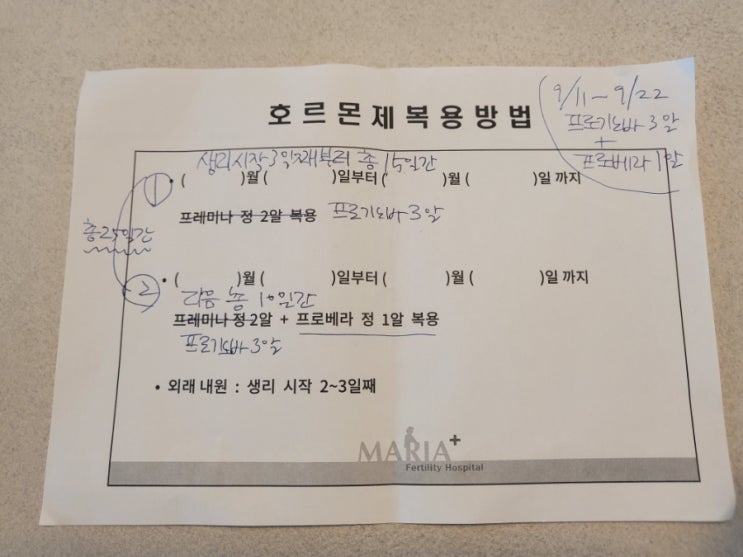 호르몬제복용방법
9/11 ~ 9/22
프로기노바 3알
+
프로베라 1알
생리시작 3일째부터 총 15일간
① • ( )월 ( )일부터 ( )월 ( )일 까지
프레미나 정 2알 복용 프로기노바 3알
총 25일간
② • ( )월 ( )일부터 ( )월 ( )일 까지
다음 총 10일간
프레미나 정 2알 + 프로베라 정 1알 복용
프로기노바 3알
• 외래 내원 : 생리 시작 2~3일째
MARIA+
Fertility Hospital